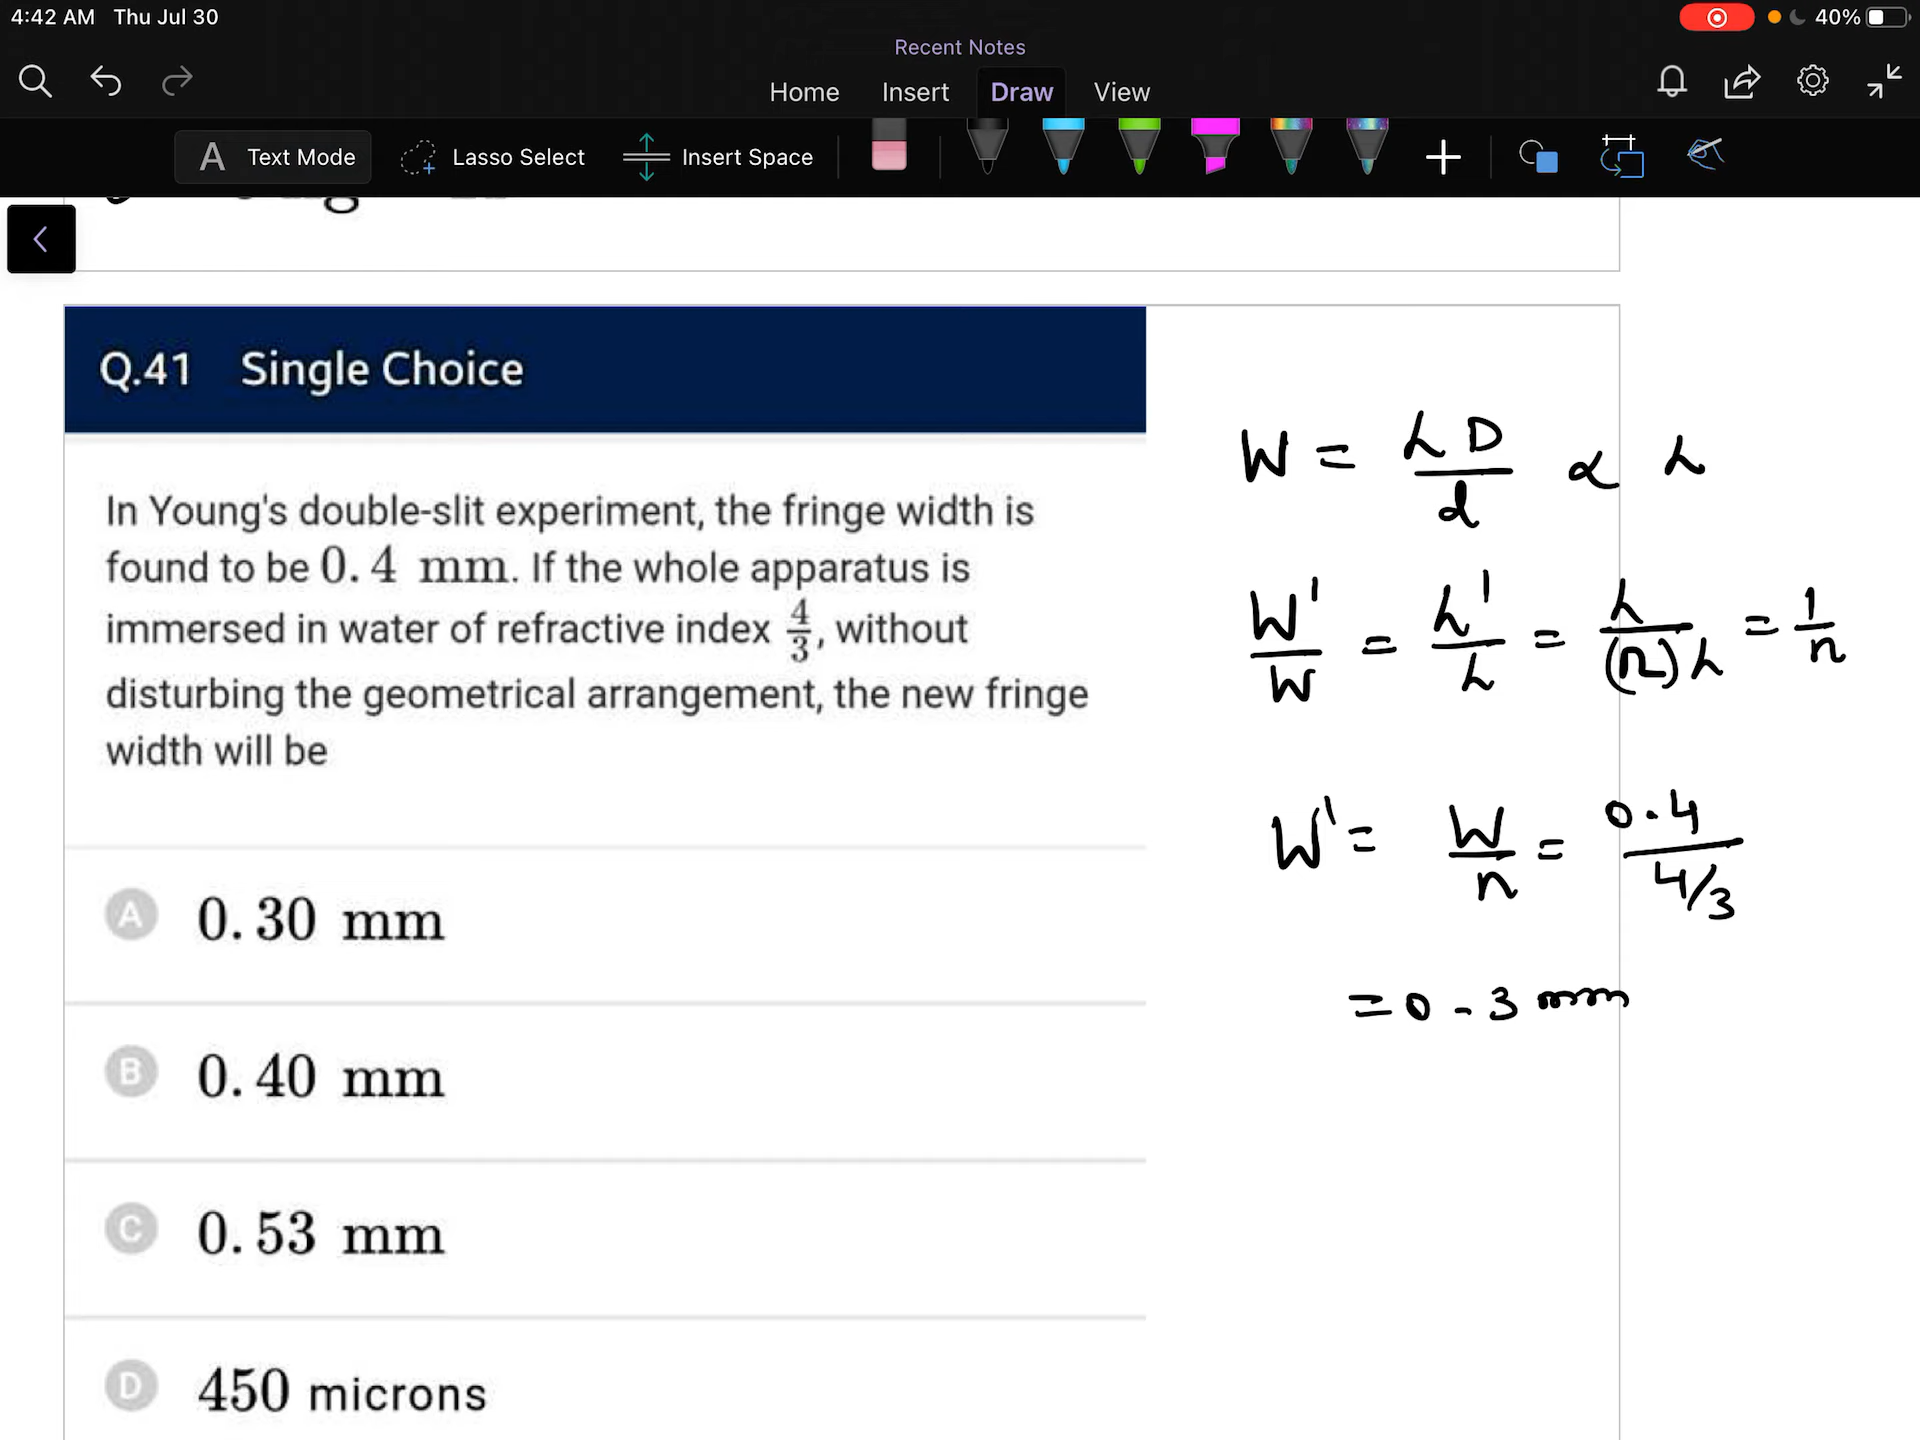 4:42 AM Thu Jul 30
40%
Recent Notes
Home Insert Draw View
A Text Mode Lasso Select Insert Space
Q.41 Single Choice
In Young's double-slit experiment, the fringe width is
found to be 0.4 mm. If the whole apparatus is
immersed in water of refractive index 4/3, without
disturbing the geometrical arrangement, the new fringe
width will be
A 0.30 mm
B 0.40 mm
C 0.53 mm
D 450 microns
W = λD/d ∝ λ
W'/W = λ'/λ = λ/(n)λ = 1/n
W' = W/n = 0.4/4/3
= 0.3 mm